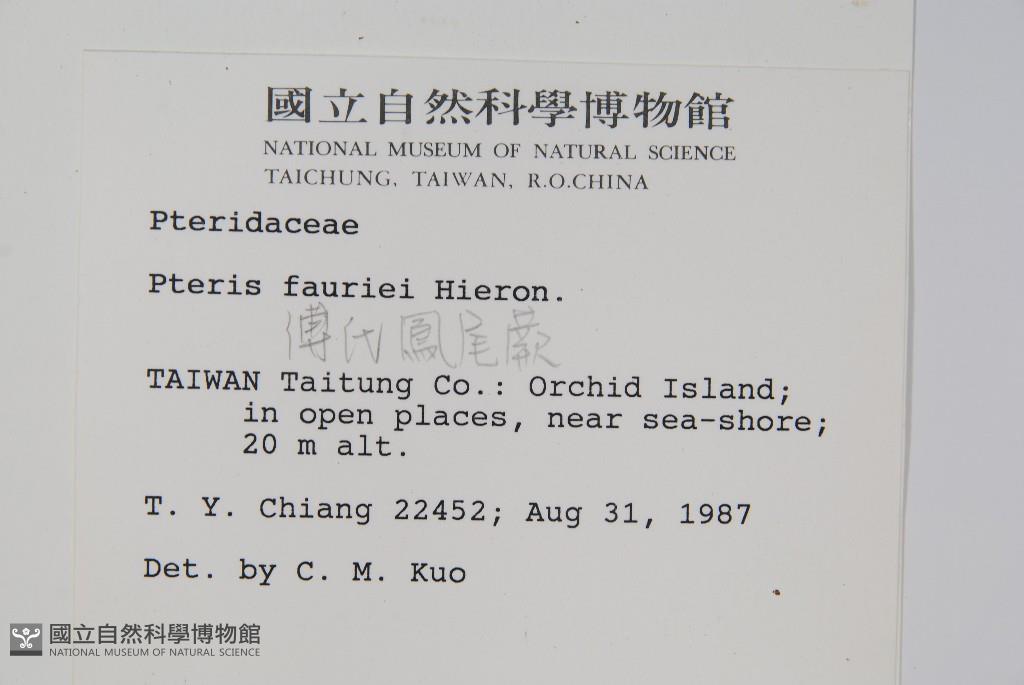 國立自然科學博物館
NATIONAL MUSEUM OF NATURAL SCIENCE
TAICHUNG, TAIWAN, R.O.CHINA
Pteridaceae
Pteris fauriei Hieron.
傅氏鳳尾蕨
TAIWAN Taitung Co.: Orchid Island;
in open places, near sea-shore;
20 m alt.
T. Y. Chiang 22452; Aug 31, 1987
Det. by C. M. Kuo
國立自然科學博物館
NATIONAL MUSEUM OF NATURAL SCIENCE